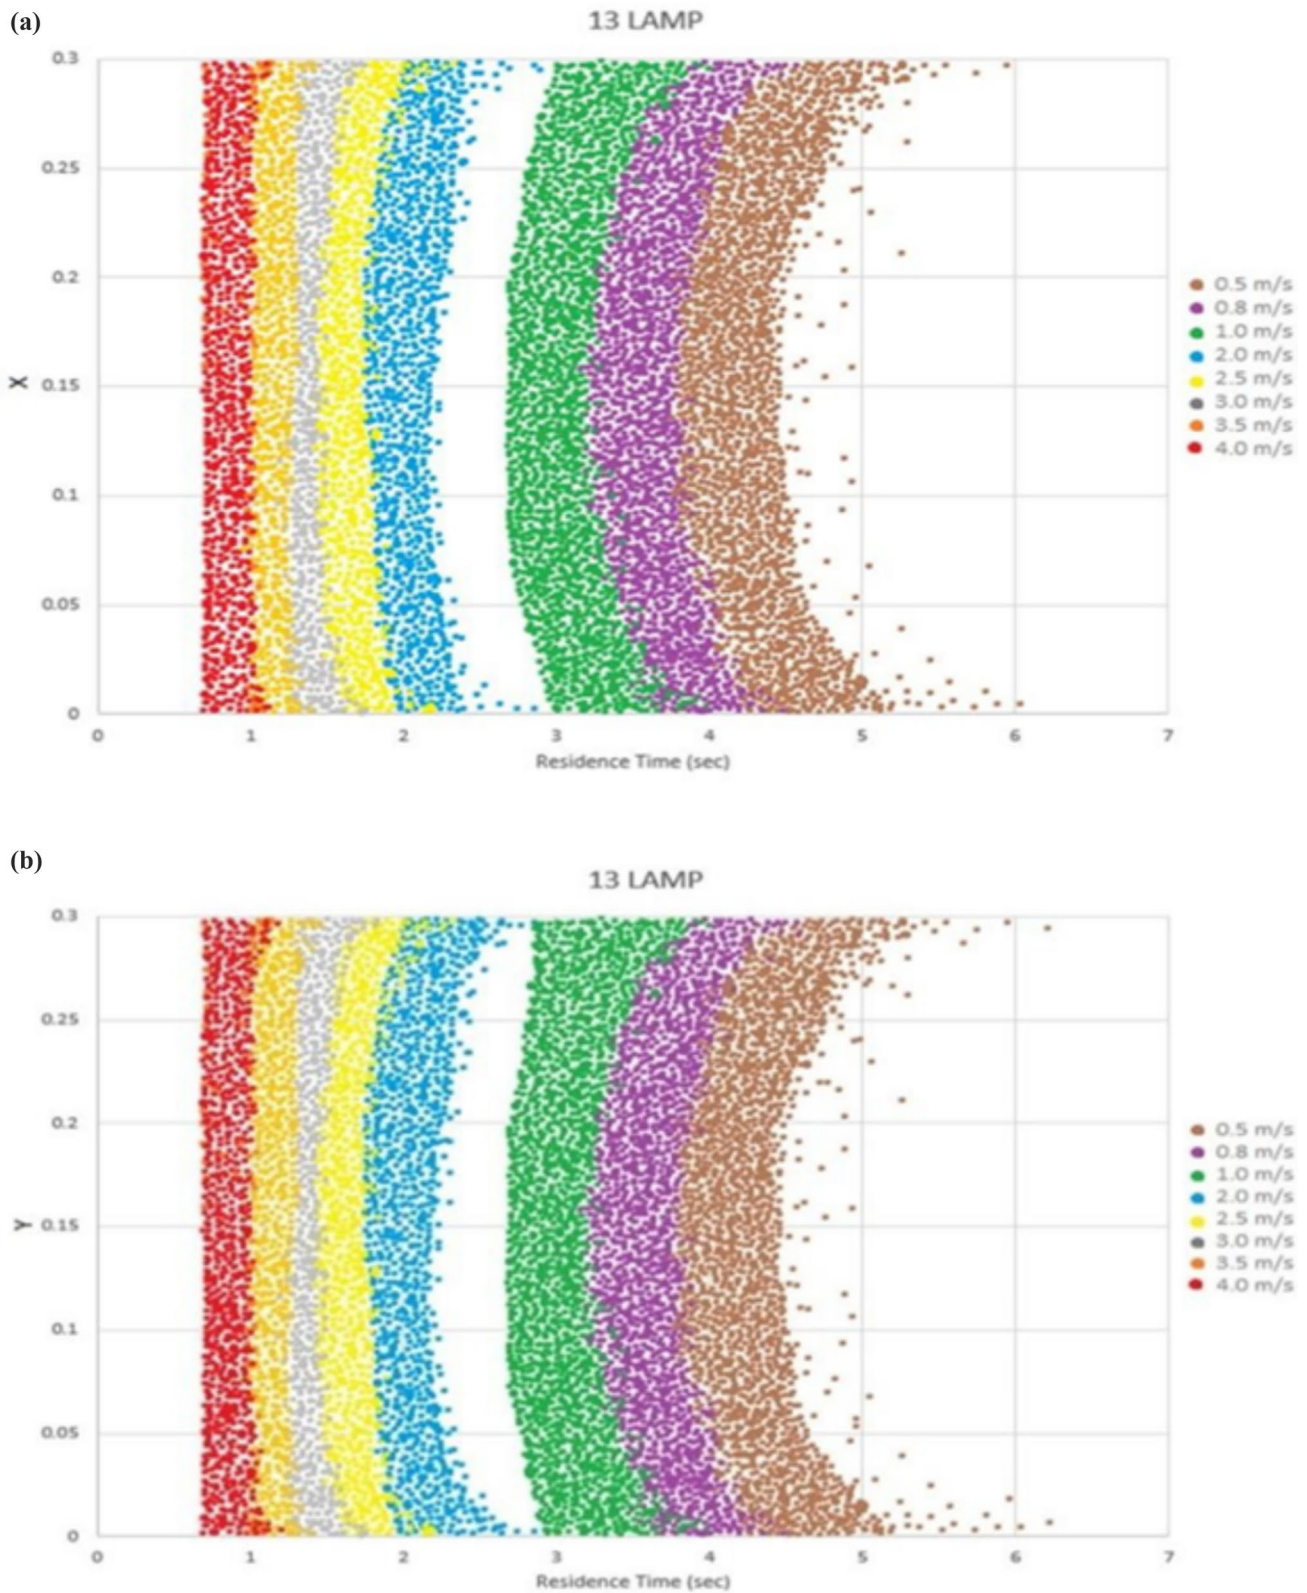 (a)
13 LAMP
0.3
0.25
0.2
0.15
0.1
0.05
0
X
0 1 2 3 4 5 6 7
Residence Time (sec)
0.5 m/s
0.8 m/s
1.0 m/s
2.0 m/s
2.5 m/s
3.0 m/s
3.5 m/s
4.0 m/s
(b)
13 LAMP
0.3
0.25
0.2
0.15
0.1
0.05
0
Y
0 1 2 3 4 5 6 7
Residence Time (sec)
0.5 m/s
0.8 m/s
1.0 m/s
2.0 m/s
2.5 m/s
3.0 m/s
3.5 m/s
4.0 m/s